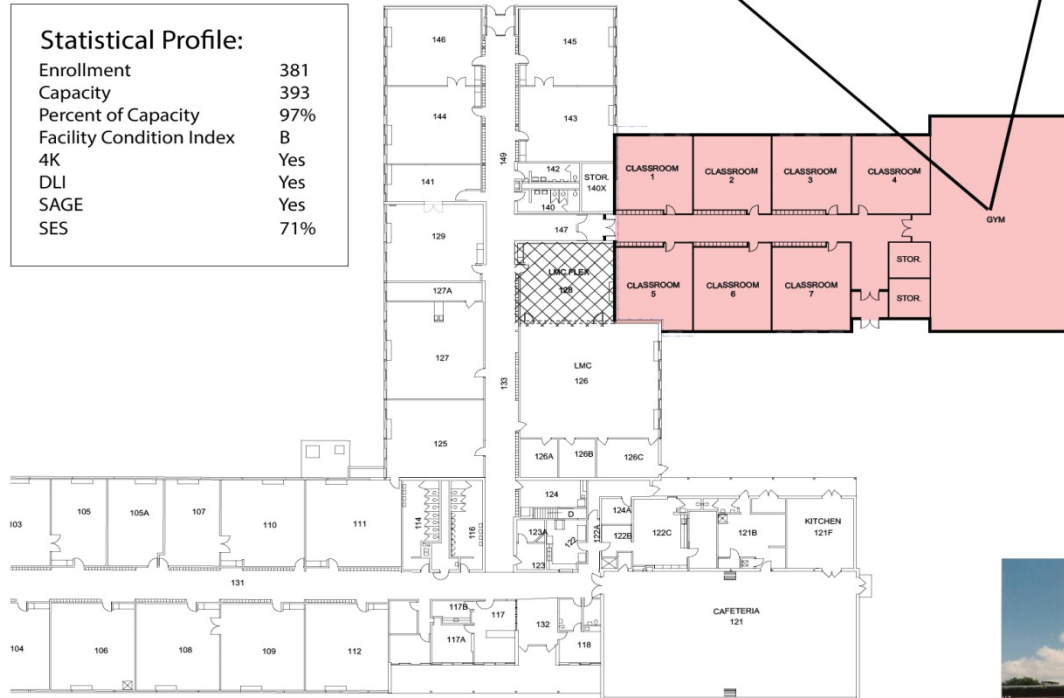 Statistical Profile:
Enrollment 381
Capacity 393
Percent of Capacity 97%
Facility Condition Index B
4K Yes
DLI Yes
SAGE Yes
SES 71%
146
145
144
143
149
142
STOR.
140X
141
140
147
129
127A
LMC FLEX
128
127
133
LMC
126
125
126A
126B
126C
CLASSROOM
1
CLASSROOM
2
CLASSROOM
3
CLASSROOM
4
GYM
CLASSROOM
5
CLASSROOM
6
CLASSROOM
7
STOR.
STOR.
103
105
105A
107
110
111
114
116
124
D
123A
122
123
122A
124A
122B
122C
121B
KITCHEN
121F
131
104
106
108
109
112
117B
117
117A
132
118
CAFETERIA
121